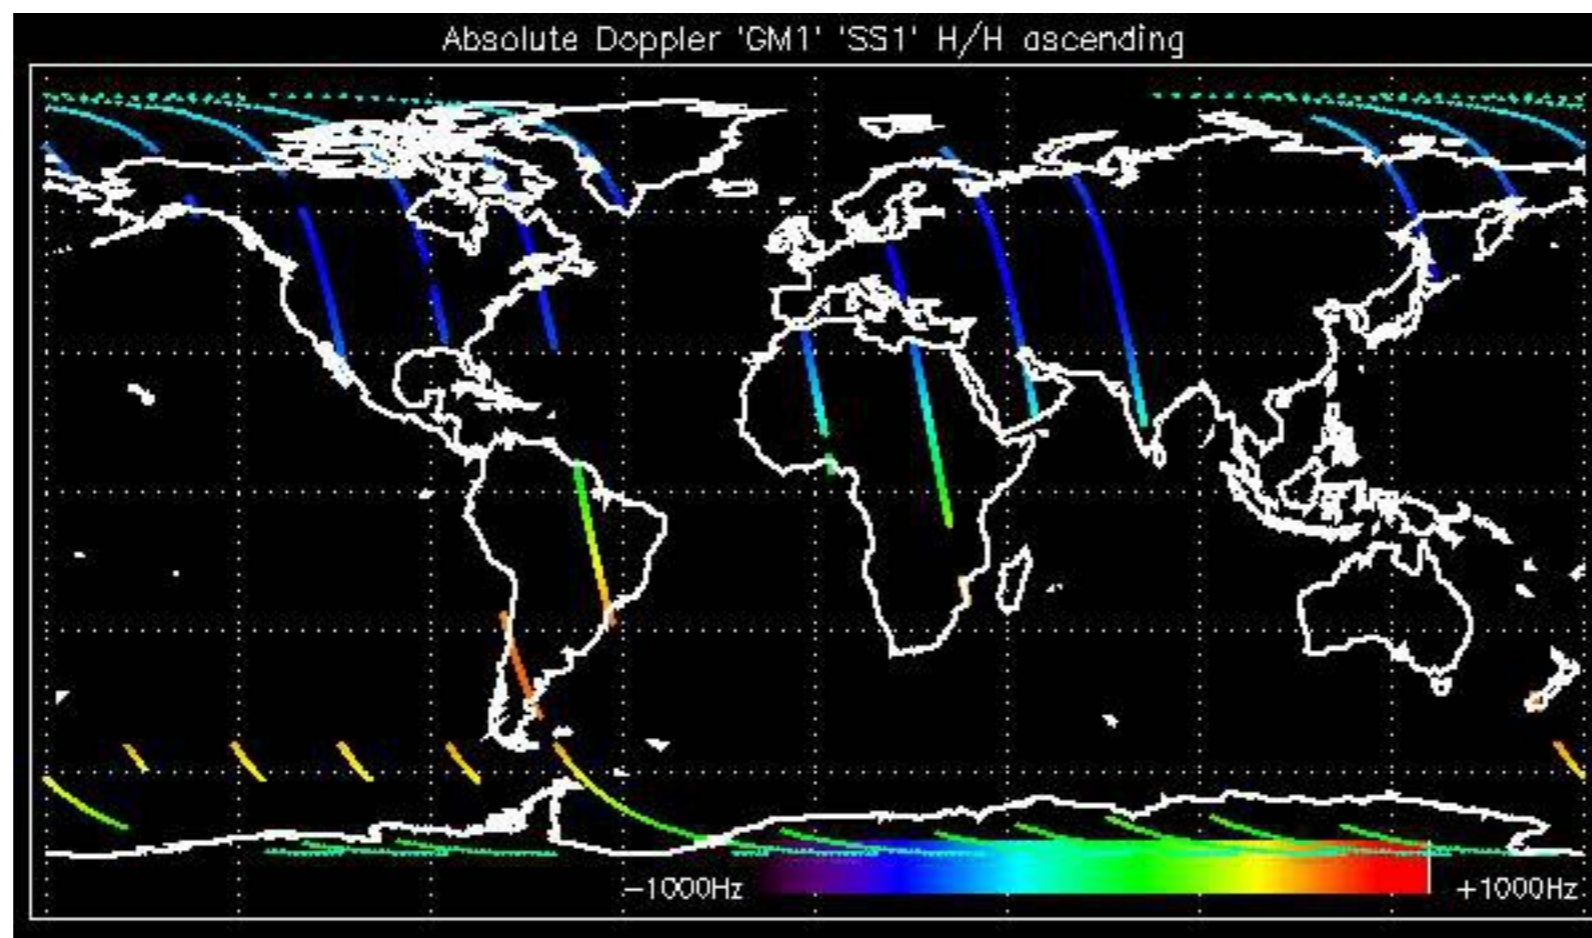 Absolute Doppler 'GM1' 'SS1' H/H ascending
−1000Hz +1000Hz